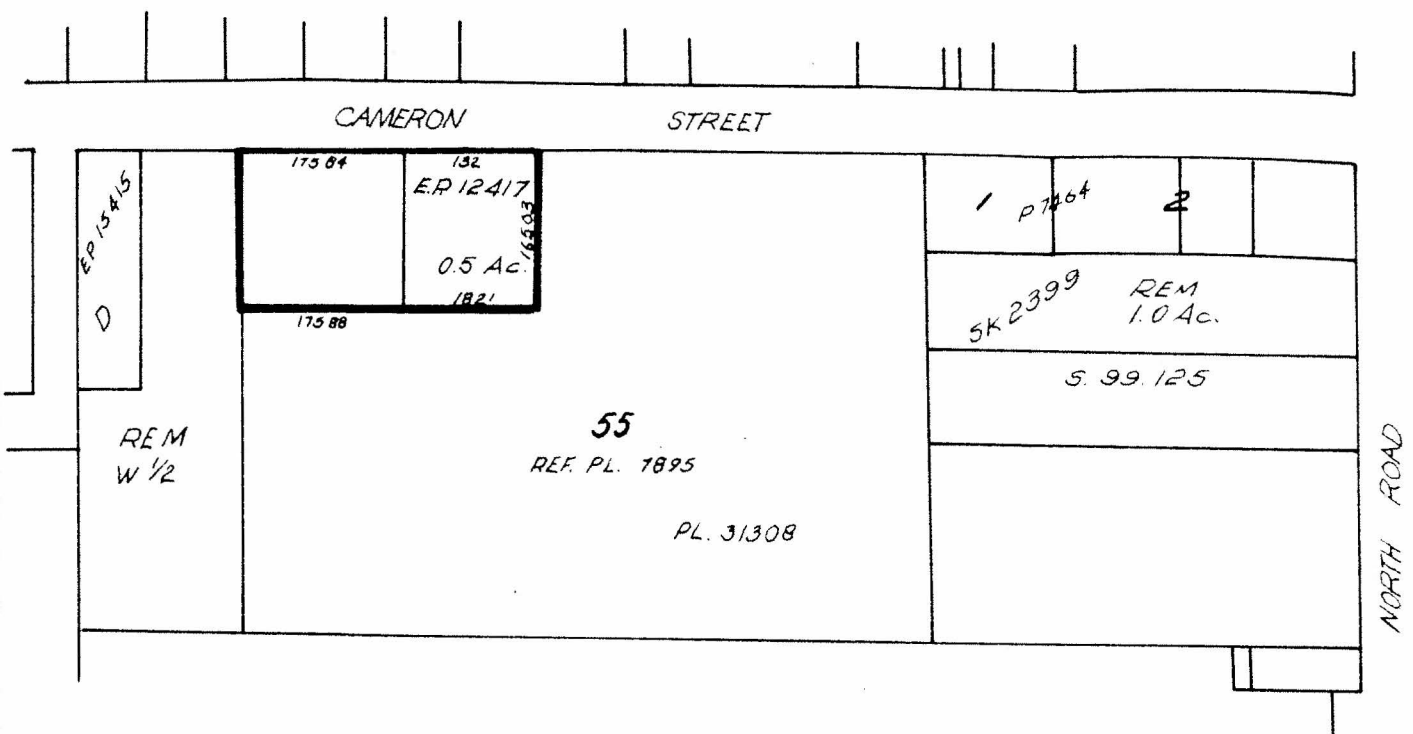 CAMERON STREET
175 84
132
E.P 12417
165 03
0.5 AC.
182'
175 88
EP 15415
D
1
P 7464
2
SK 2399
REM
1.0 AC.
S. 99.125
REM
W 1/2
55
REF. PL. 7895
PL. 31308
NORTH ROAD